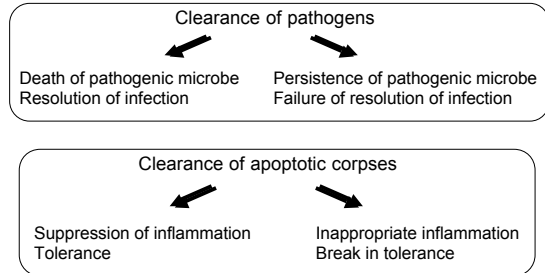 Clearance of pathogens
Death of pathogenic microbe
Resolution of infection
Persistence of pathogenic microbe
Failure of resolution of infection
Clearance of apoptotic corpses
Suppression of inflammation
Tolerance
Inappropriate inflammation
Break in tolerance